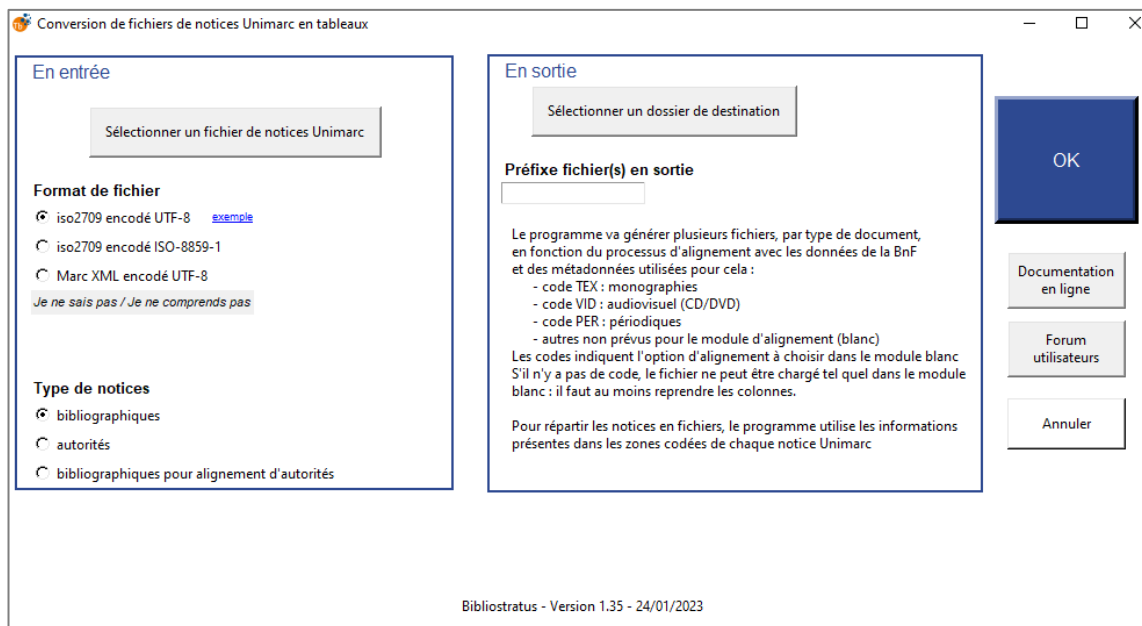 Conversion de fichiers de notices Unimarc en tableaux
En entrée
Sélectionner un fichier de notices Unimarc
Format de fichier
iso2709 encodé UTF-8 exemple
iso2709 encodé ISO-8859-1
Marc XML encodé UTF-8
Je ne sais pas / Je ne comprends pas
Type de notices
bibliographiques
autorités
bibliographiques pour alignement d'autorités
En sortie
Sélectionner un dossier de destination
Préfixe fichier(s) en sortie
Le programme va générer plusieurs fichiers, par type de document,
en fonction du processus d'alignement avec les données de la BnF
et des métadonnées utilisées pour cela :
- code TEX : monographies
- code VID : audiovisuel (CD/DVD)
- code PER : périodiques
- autres non prévus pour le module d'alignement (blanc)
Les codes indiquent l'option d'alignement à choisir dans le module blanc
S'il n'y a pas de code, le fichier ne peut être chargé tel quel dans le module
blanc : il faut au moins reprendre les colonnes.
Pour répartir les notices en fichiers, le programme utilise les informations
présentes dans les zones codées de chaque notice Unimarc
OK
Documentation
en ligne
Forum
utilisateurs
Annuler
Bibliostratus - Version 1.35 - 24/01/2023